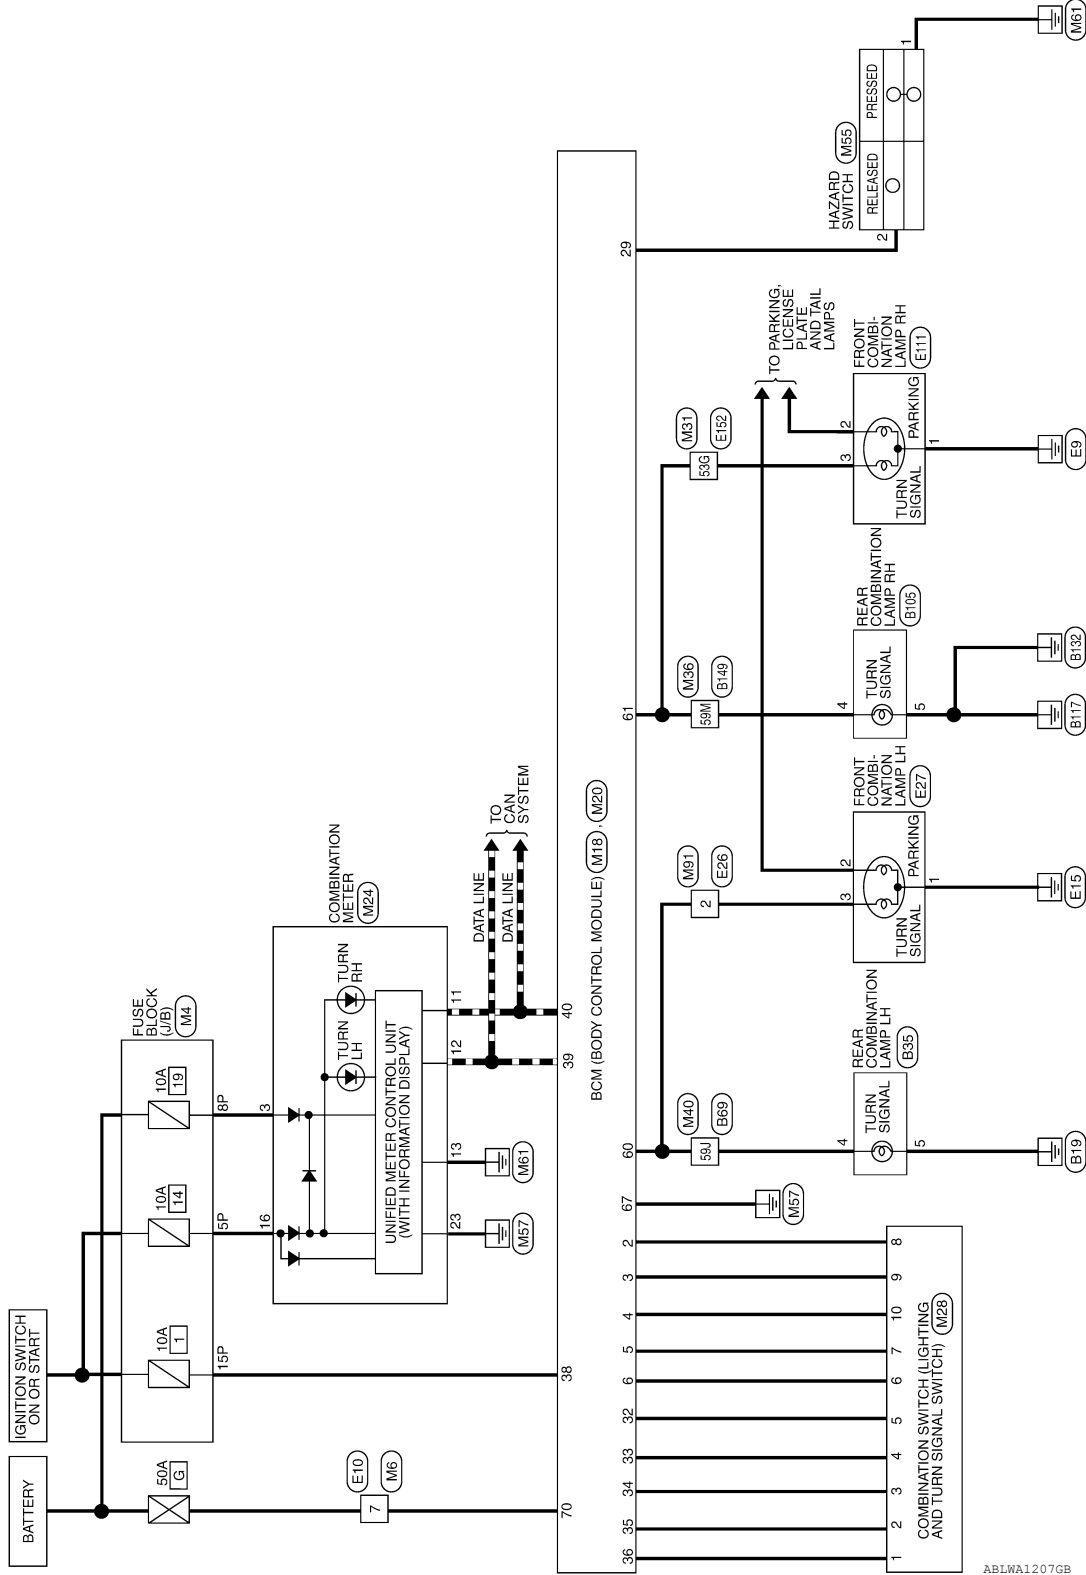 BATTERY
IGNITION SWITCH
ON OR START
50A
G
10A
1
10A
14
10A
19
FUSE
BLOCK
(J/B)
M4
15P
5P
8P
E10
7
M6
16
3
COMBINATION
METER
M24
TURN
LH
TURN
RH
UNIFIED METER CONTROL UNIT
(WITH INFORMATION DISPLAY)
23
13
12
11
M57
M61
DATA LINE
DATA LINE
TO
CAN
SYSTEM
70
38
39
40
BCM (BODY CONTROL MODULE) M18 , M20
36
35
34
33
32
6
5
4
3
2
67
60
61
29
M57
59J
M40
B69
2
M91
E26
59M
M36
B149
53G
M31
E152
TO PARKING,
LICENSE
PLATE
AND TAIL
LAMPS
HAZARD
SWITCH
M55
RELEASED
PRESSED
2
1
M61
1
2
3
4
5
6
7
10
9
8
COMBINATION SWITCH (LIGHTING
AND TURN SIGNAL SWITCH)
M28
4
TURN
SIGNAL
5
REAR
COMBINATION
LAMP LH
B35
B19
3
2
TURN
SIGNAL
PARKING
1
FRONT
COMBI-
NATION
LAMP LH
E27
E15
4
TURN
SIGNAL
5
REAR
COMBINATION
LAMP RH
B105
B117
B132
3
2
TURN
SIGNAL
PARKING
1
FRONT
COMBI-
NATION
LAMP RH
E111
E9
ABLWA1207GB